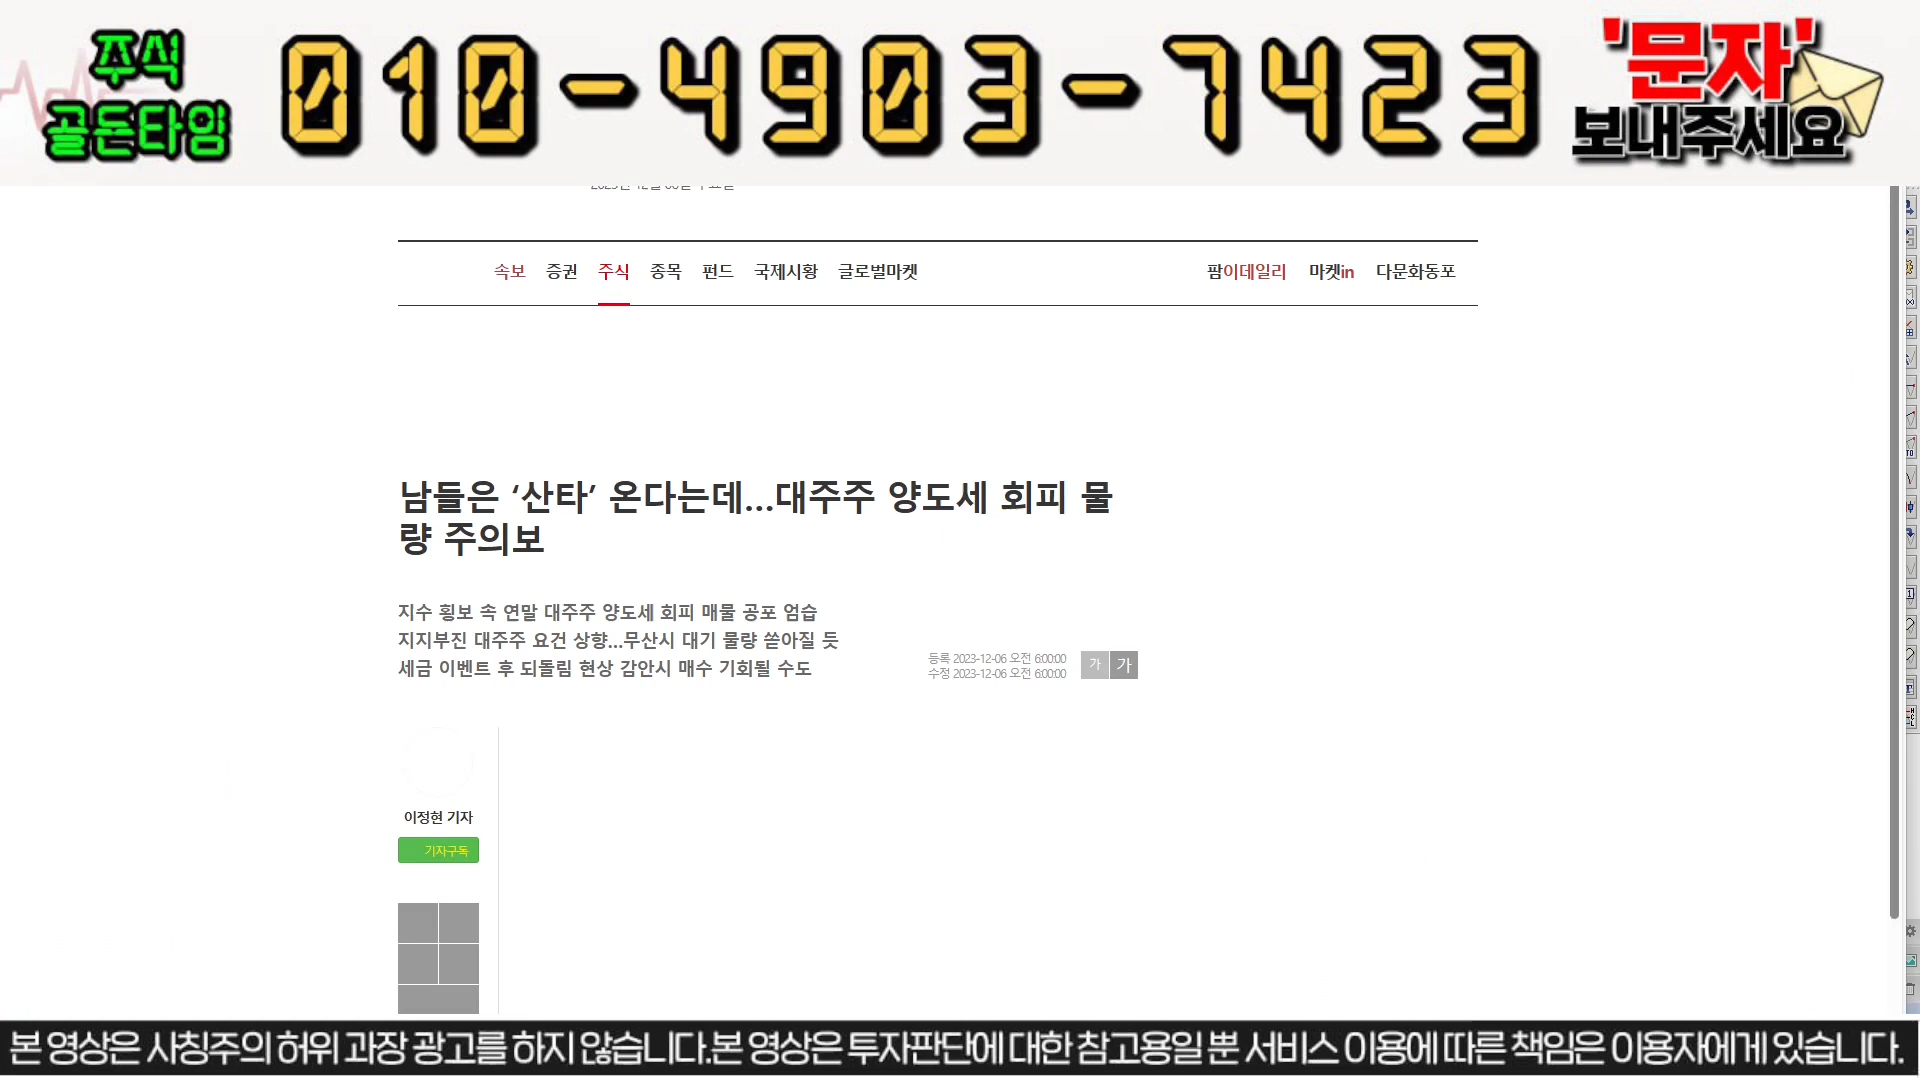 주식
골든타임
010-4903-7423
'문자'
보내주세요
속보 증권 주식 종목 펀드 국제시황 글로벌마켓 팜이데일리 마켓in 다문화동포
남들은 ‘산타’ 온다는데…대주주 양도세 회피 물
량 주의보
지수 횡보 속 연말 대주주 양도세 회피 매물 공포 엄습
지지부진 대주주 요건 상향…무산시 대기 물량 쏟아질 듯
세금 이벤트 후 되돌림 현상 감안시 매수 기회될 수도
등록 2023-12-06 오전 6:00:00
수정 2023-12-06 오전 6:00:00
가 가
이정현 기자
기자구독
본 영상은 사칭주의 허위 과장 광고를 하지 않습니다.본 영상은 투자판단에 대한 참고용일 뿐 서비스 이용에 따른 책임은 이용자에게 있습니다.